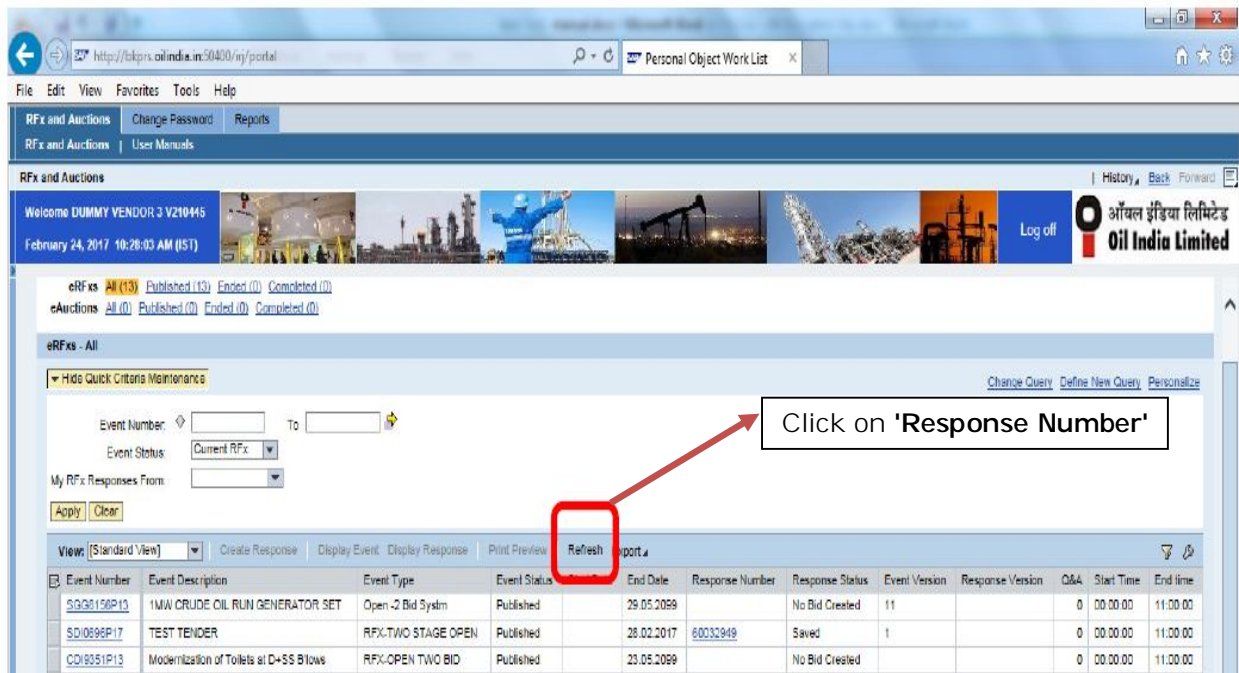 http://bkprs.oilindia.in:50400/irj/portal
Personal Object Work List
File Edit View Favorites Tools Help
RFx and Auctions Change Password Reports
RFx and Auctions | User Manuals
RFx and Auctions | History Back Forward
Welcome DUMMY VENDOR 3 V210445
February 24, 2017 10:28:03 AM (IST)
Log off
ऑयल इंडिया लिमिटेड
Oil India Limited
eRFxs All (13) Published (13) Ended (0) Completed (0)
eAuctions All (0) Published (0) Ended (0) Completed (0)
eRFxs - All
Hide Quick Criteria Maintenance Change Query Define New Query Personalize
Event Number: To
Click on 'Response Number'
Event Status: Current RFx
My RFx Responses From:
Apply Clear
View: [Standard View] Create Response Display Event Display Response Print Preview Refresh xport
Event Number Event Description Event Type Event Status End Date Response Number Response Status Event Version Response Version Q&A Start Time End time
SGG6156P13 1MW CRUDE OIL RUN GENERATOR SET Open -2 Bid Systm Published 29.05.2099 No Bid Created 11 0 00:00:00 11:00:00
SDI0696P17 TEST TENDER RFX-TWO STAGE OPEN Published 28.02.2017 60032949 Saved 1 0 00:00:00 11:00:00
CDI9351P13 Modernization of Toilets at D+SS B'lows RFX-OPEN TWO BID Published 23.05.2099 No Bid Created 0 00:00:00 11:00:00